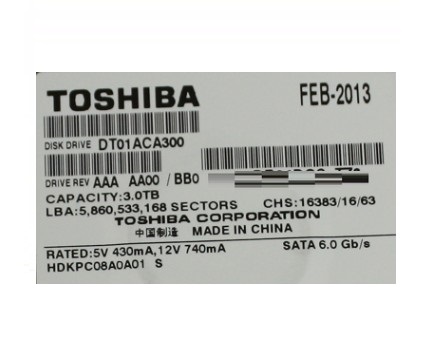 TOSHIBA FEB-2013
DISK DRIVE DT01ACA300
DRIVE REV AAA AA00 / BB0
CAPACITY:3.0TB
LBA:5,860,533,168 SECTORS CHS:16383/16/63
TOSHIBA CORPORATION
中国制造 MADE IN CHINA
RATED:5V 430mA,12V 740mA SATA 6.0 Gb/s
HDKPC08A0A01 S